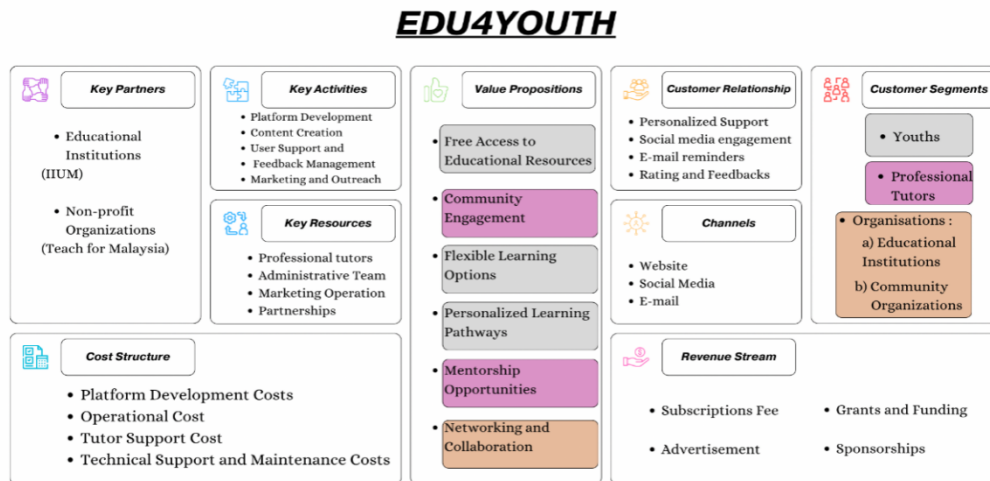 EDU4YOUTH
Key Partners
• Educational
Institutions
(IIUM)
• Non-profit
Organizations
(Teach for Malaysia)
Key Activities
• Platform Development
• Content Creation
• User Support and
• Feedback Management
• Marketing and Outreach
Key Resources
• Professional tutors
• Administrative Team
• Marketing Operation
• Partnerships
Value Propositions
• Free Access to
Educational Resources
• Community
Engagement
• Flexible Learning
Options
• Personalized Learning
Pathways
• Mentorship
Opportunities
• Networking and
Collaboration
Customer Relationship
• Personalized Support
• Social media engagement
• E-mail reminders
• Rating and Feedbacks
Channels
• Website
• Social Media
• E-mail
Customer Segments
• Youths
• Professional
Tutors
• Organisations :
a) Educational
Institutions
b) Community
Organizations
Cost Structure
• Platform Development Costs
• Operational Cost
• Tutor Support Cost
• Technical Support and Maintenance Costs
Revenue Stream
• Subscriptions Fee
• Advertisement
• Grants and Funding
• Sponsorships